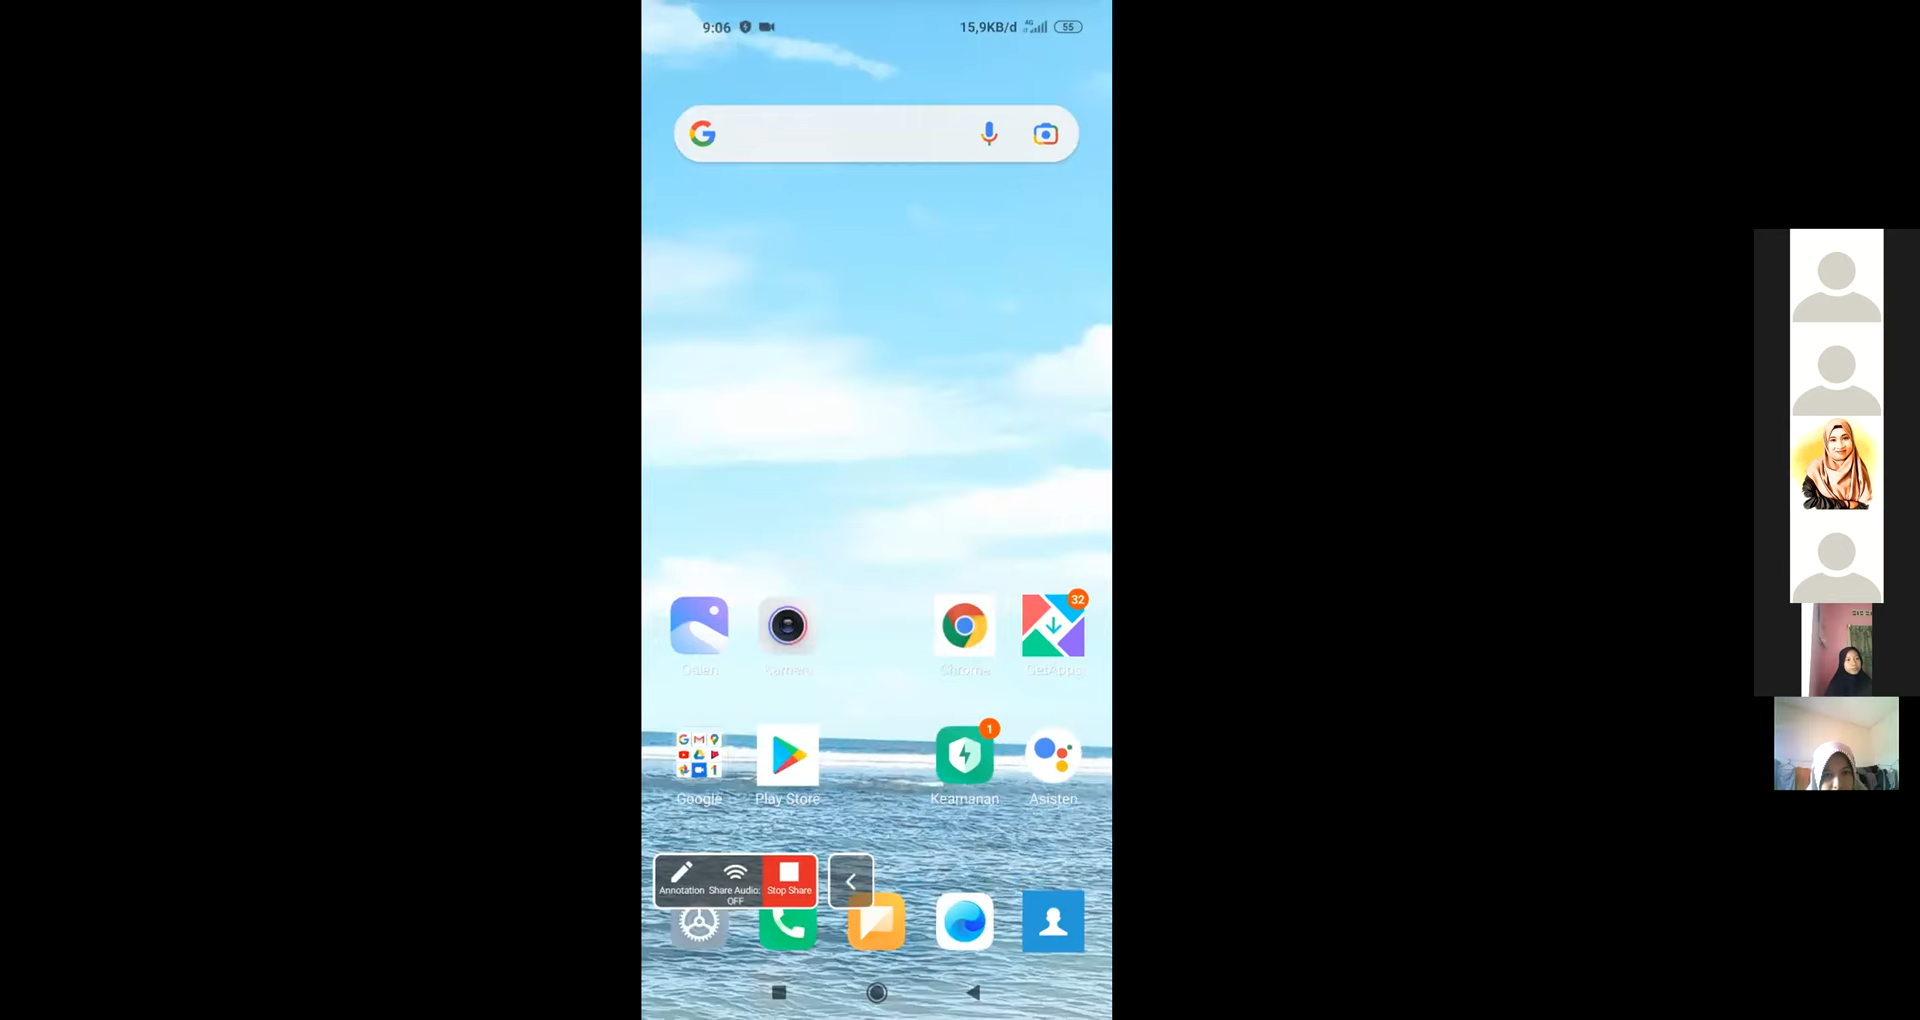 9:06 15,9KB/d 4G 55
32
Galeri Kamera Chrome GetApps
1
Google Play Store Keamanan Asisten
Annotation Share Audio: Stop Share
OFF